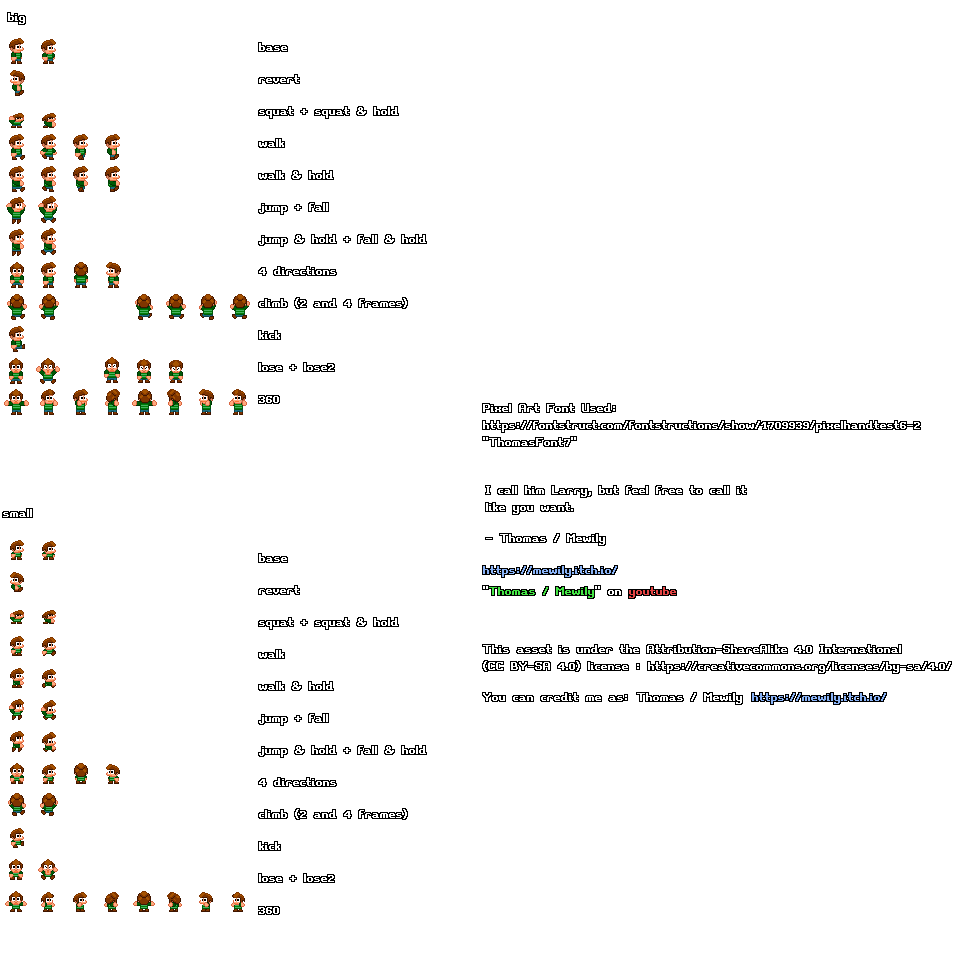 big
base
revert
squat + squat & hold
walk
walk & hold
jump + fall
jump & hold + fall & hold
4 directions
climb (2 and 4 frames)
kick
lose + lose2
360
small
base
revert
squat + squat & hold
walk
walk & hold
jump + fall
jump & hold + fall & hold
4 directions
climb (2 and 4 frames)
kick
lose + lose2
360
Pixel Art Font Used:
https://fontstruct.com/fontstructions/show/1709939/pixelhandtest6-2
"ThomasFont7"
I call him Larry, but feel free to call it
like you want.
- Thomas / Mewily
https://mewily.itch.io/
"Thomas / Mewily" on youtube
This asset is under the Attribution-ShareAlike 4.0 International
(CC BY-SA 4.0) license : https://creativecommons.org/licenses/by-sa/4.0/
You can credit me as: Thomas / Mewily https://mewily.itch.io/